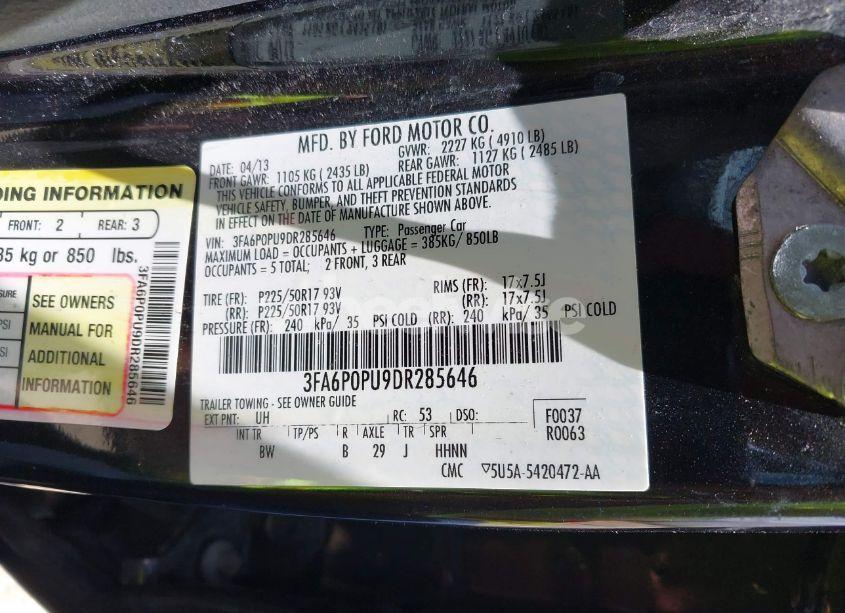 DING INFORMATION
FRONT: 2 REAR: 3
85 kg or 850 lbs.
SURE
PSI
PSI
SEE OWNERS
MANUAL FOR
ADDITIONAL
INFORMATION
3FA6P0PU9DR285646
MFD. BY FORD MOTOR CO.
DATE: 04/13 GVWR: 2227 KG ( 4910 LB)
FRONT GAWR: 1105 KG ( 2435 LB) REAR GAWR: 1127 KG ( 2485 LB)
THIS VEHICLE CONFORMS TO ALL APPLICABLE FEDERAL MOTOR
VEHICLE SAFETY, BUMPER, AND THEFT PREVENTION STANDARDS
IN EFFECT ON THE DATE OF MANUFACTURE SHOWN ABOVE.
VIN: 3FA6P0PU9DR285646 TYPE: Passenger Car
MAXIMUM LOAD = OCCUPANTS + LUGGAGE = 385KG/ 850LB
OCCUPANTS = 5 TOTAL; 2 FRONT, 3 REAR
TIRE (FR): P225/50R17 93V RIMS (FR): 17x7.5J
(RR): P225/50R17 93V (RR): 17x7.5J
PRESSURE (FR): 240 kPa/ 35 PSI COLD (RR): 240 kPa/ 35 PSI COLD
3FA6P0PU9DR285646
TRAILER TOWING - SEE OWNER GUIDE
EXT PNT: UH RC: 53 DSO: F0037
INT TR TP/PS R AXLE TR SPR R0063
BW B 29 J HHNN
CMC ▽5U5A-5420472-AA